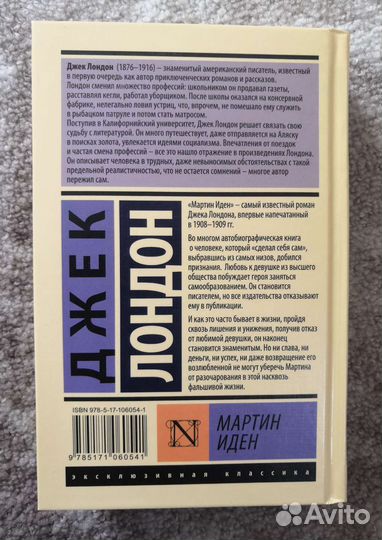 Джек Лондон (1876–1916) – знаменитый американский писатель, известный
в первую очередь как автор приключенческих романов и рассказов.
Лондон сменил множество профессий: школьником он продавал газеты,
расставлял кегли, работал уборщиком. После школы оказался на консервной
фабрике, нелегально ловил устриц, что, впрочем, не помешало ему служить
в рыбацком патруле и потом стать матросом.
Поступив в Калифорнийский университет, Джек Лондон решает связать свою
судьбу с литературой. Он много путешествует, даже отправляется на Аляску
в поисках золота, увлекается идеями социализма. Впечатления от поездок
и частая смена профессий – все это нашло отражение в произведениях Лондона.
Он описывает человека в трудных, даже невыносимых обстоятельствах с такой
предельной реалистичностью, что не остается сомнений – многое автор
пережил сам.
ДЖЕК
ЛОНДОН
«Мартин Иден» – самый известный роман
Джека Лондона, впервые напечатанный
в 1908–1909 гг.
Во многом автобиографическая книга
о человеке, который «сделал себя сам»,
выбравшись из самых низов, добился
признания. Любовь к девушке из высшего
общества побуждает героя заняться
самообразованием. Он становится
писателем, но все издательства отказывают
ему в публикации.
И как это часто бывает в жизни, пройдя
сквозь лишения и унижения, получив отказ
от любимой девушки, он наконец
становится знаменитым. Но ни слава, ни
деньги, ни успех, ни даже возвращение его
возлюбленной не могут уберечь Мартина
от разочарования в этой насквозь
фальшивой жизни.
ISBN 978-5-17-106054-1
9 785171 060541
N
МАРТИН
ИДЕН
эксклюзивная классика
Avito